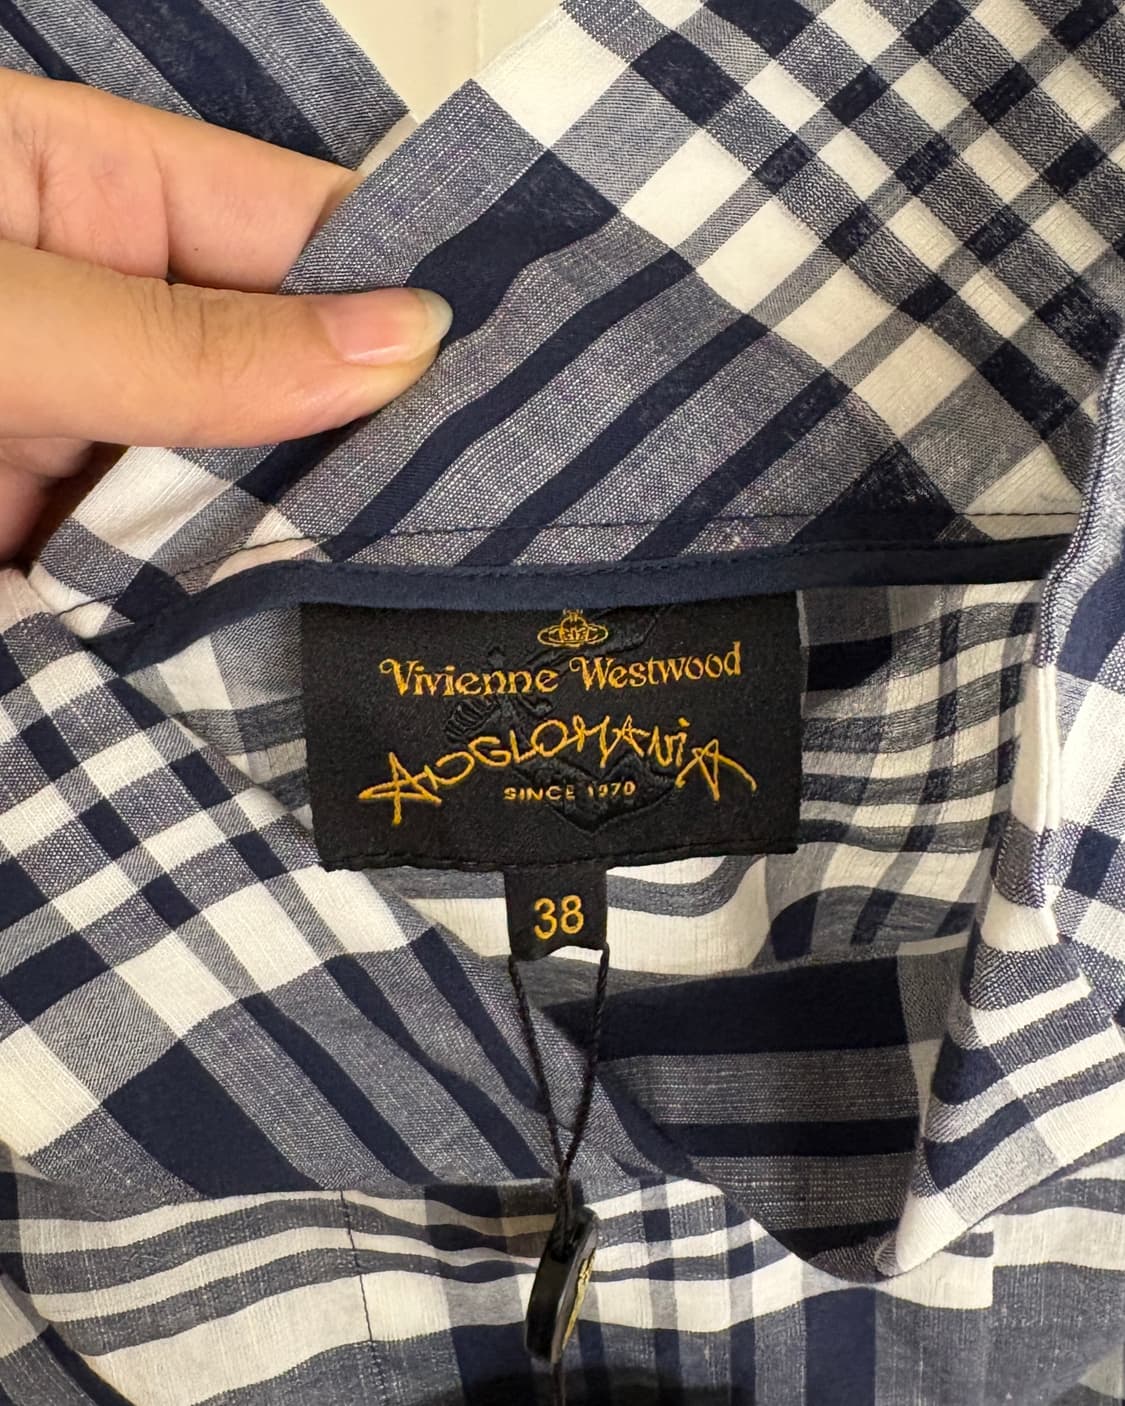 Vivienne Westwood
ANGLOMANiA
SINCE 1970
38